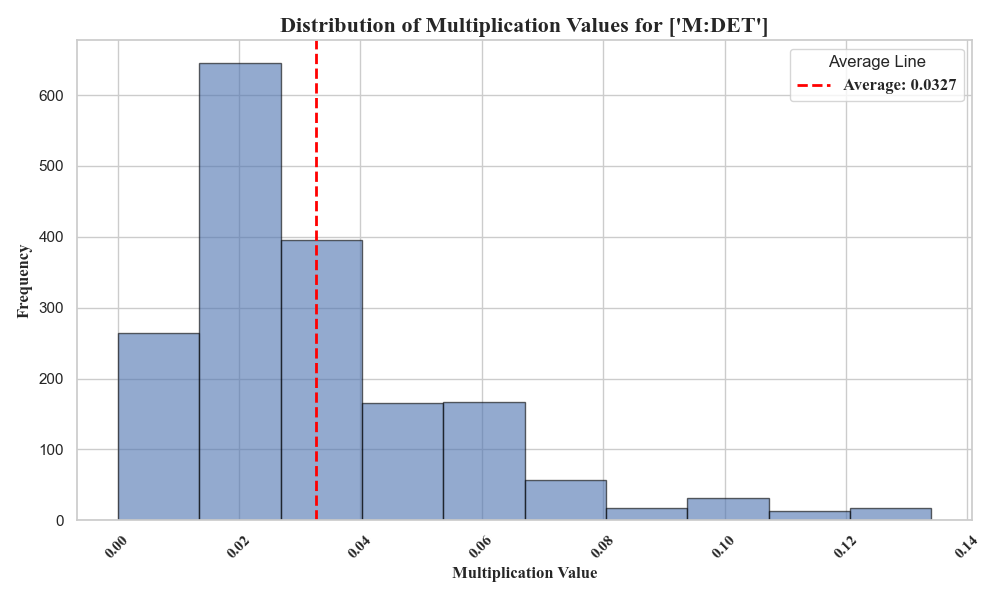 Distribution of Multiplication Values for ['M:DET']
Average Line
Average: 0.0327
Frequency
600
500
400
300
200
100
0
0.00 0.02 0.04 0.06 0.08 0.10 0.12 0.14
Multiplication Value